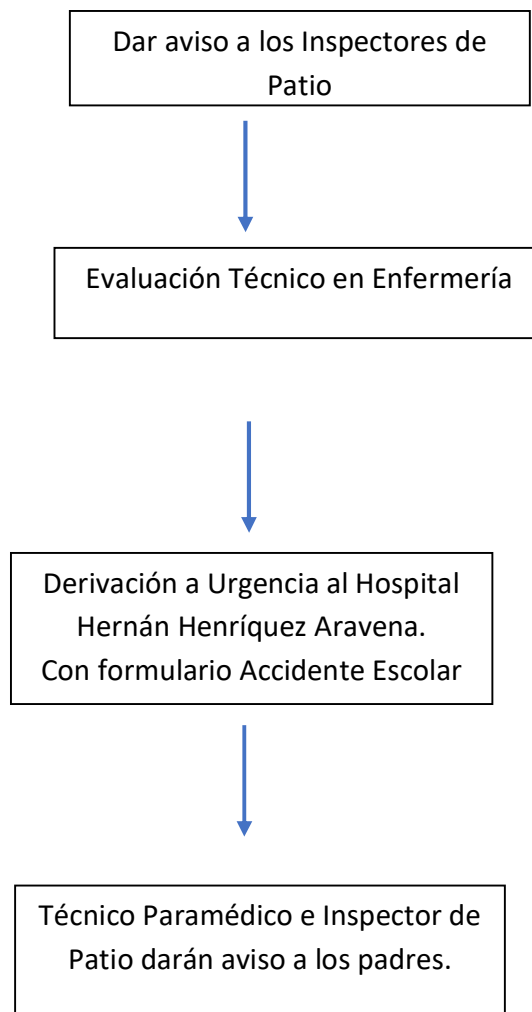 Dar aviso a los Inspectores de
Patio
Evaluación Técnico en Enfermería
Derivación a Urgencia al Hospital
Hernán Henríquez Aravena.
Con formulario Accidente Escolar
Técnico Paramédico e Inspector de
Patio darán aviso a los padres.